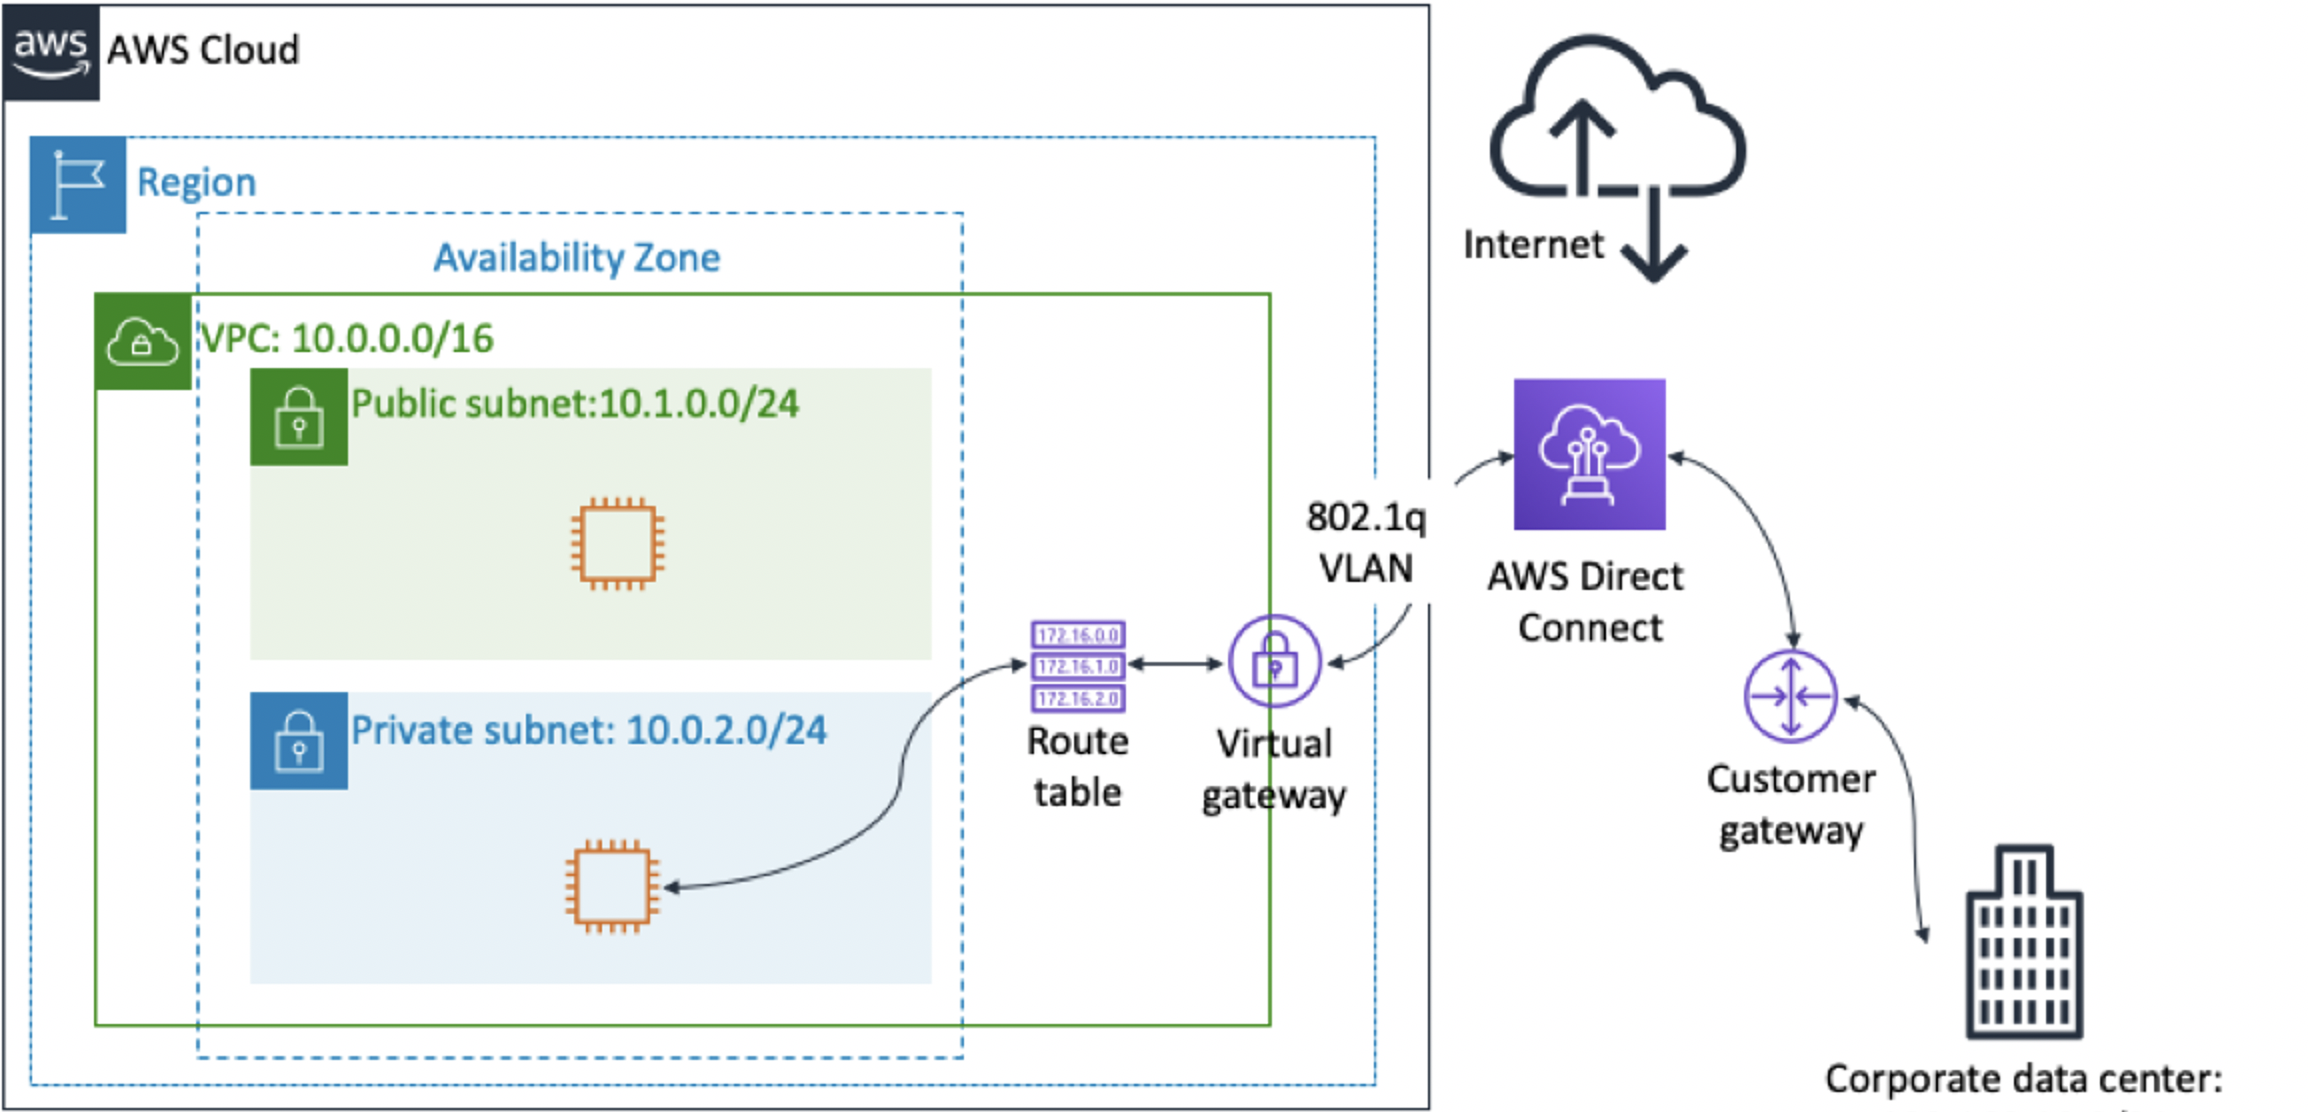 aws
AWS Cloud
Region
Availability Zone
VPC: 10.0.0.0/16
Public subnet:10.1.0.0/24
Private subnet: 10.0.2.0/24
172.16.0.0
172.16.1.0
172.16.2.0
Route
table
Virtual
gateway
802.1q
VLAN
Internet
AWS Direct
Connect
Customer
gateway
Corporate data center: